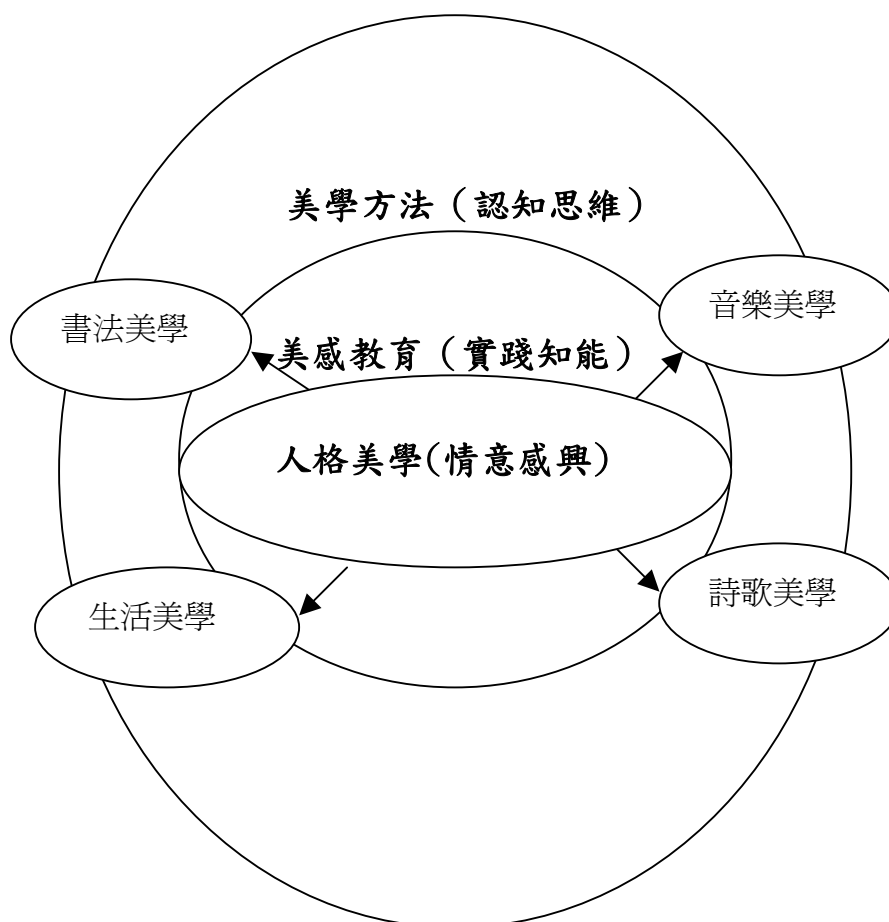 美學方法（認知思維）
音樂美學
書法美學
美感教育（實踐知能）
人格美學(情意感興)
詩歌美學
生活美學